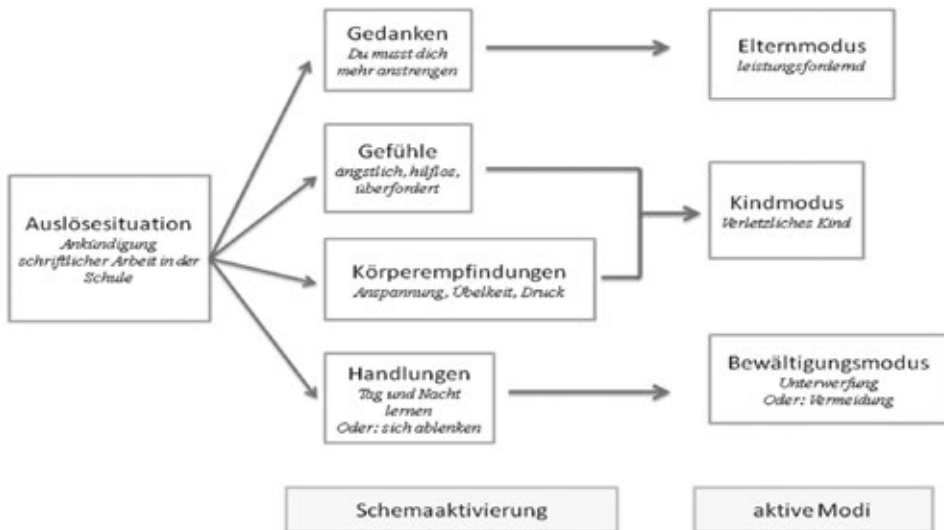 Gedanken
Du musst dich
mehr anstrengen
Elternmodus
leistungsfordernd
Gefühle
ängstlich, hilflos,
überfordert
Auslösesituation
Ankündigung
schriftlicher Arbeit in der
Schule
Kindmodus
Verletzliches Kind
Körperempfindungen
Anspannung, Übelkeit, Druck
Handlungen
Tag und Nacht
lernen
Oder: sich ablenken
Bewältigungsmodus
Unterwerfung
Oder: Vermeidung
Schemaaktivierung
aktive Modi